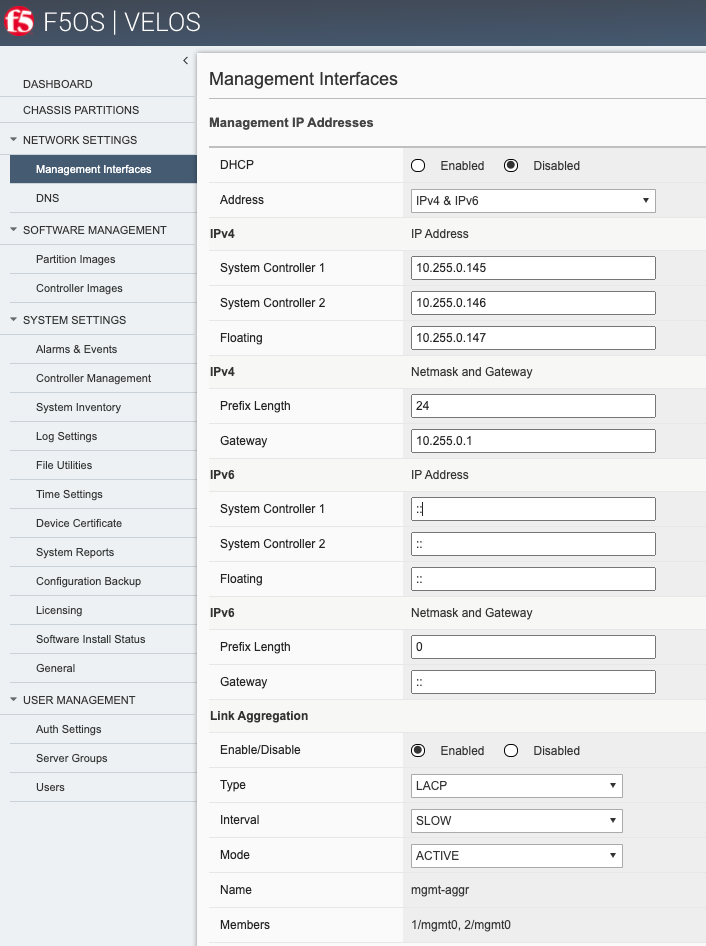 f5 F5OS | VELOS
DASHBOARD
CHASSIS PARTITIONS
NETWORK SETTINGS
Management Interfaces
DNS
SOFTWARE MANAGEMENT
Partition Images
Controller Images
SYSTEM SETTINGS
Alarms & Events
Controller Management
System Inventory
Log Settings
File Utilities
Time Settings
Device Certificate
System Reports
Configuration Backup
Licensing
Software Install Status
General
USER MANAGEMENT
Auth Settings
Server Groups
Users
Management Interfaces
Management IP Addresses
DHCP Enabled Disabled
Address IPv4 & IPv6
IPv4 IP Address
System Controller 1 10.255.0.145
System Controller 2 10.255.0.146
Floating 10.255.0.147
IPv4 Netmask and Gateway
Prefix Length 24
Gateway 10.255.0.1
IPv6 IP Address
System Controller 1 ::
System Controller 2 ::
Floating ::
IPv6 Netmask and Gateway
Prefix Length 0
Gateway ::
Link Aggregation
Enable/Disable Enabled Disabled
Type LACP
Interval SLOW
Mode ACTIVE
Name mgmt-aggr
Members 1/mgmt0, 2/mgmt0